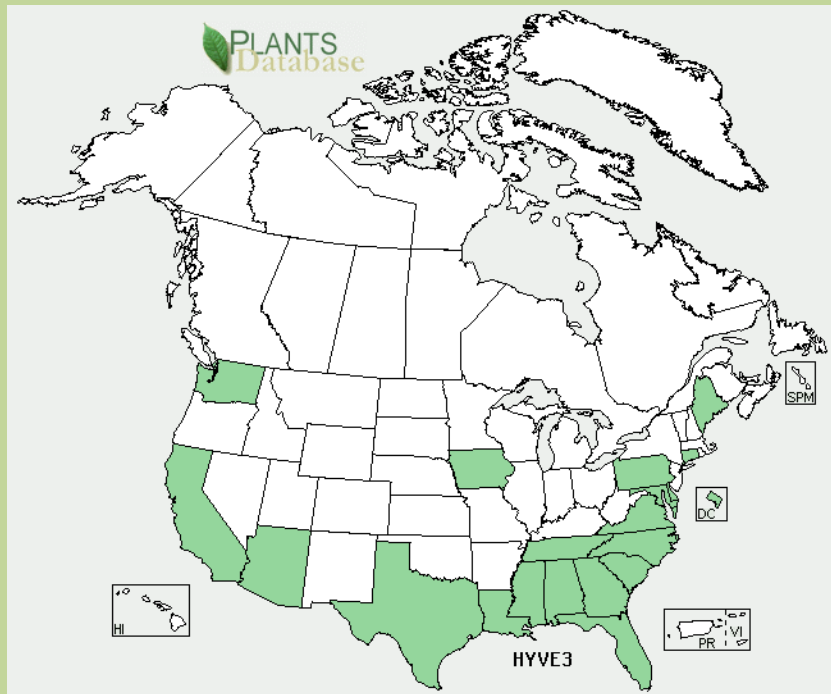 PLANTS
Database
SPM
DC
HI
PR
VI
HYVE3